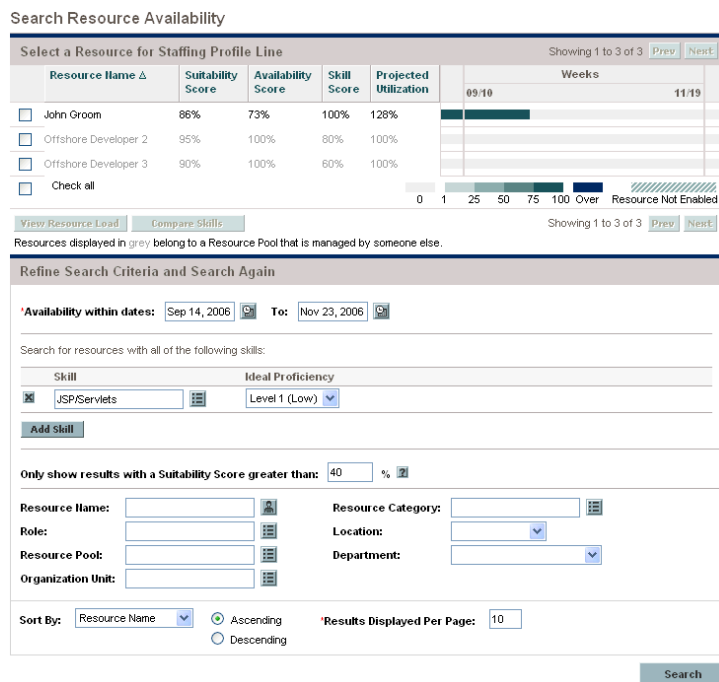 Search Resource Availability
Select a Resource for Staffing Profile Line Showing 1 to 3 of 3 Prev Next
Resource Name Δ Suitability Score Availability Score Skill Score Projected Utilization Weeks
09/10 11/19
John Groom 86% 73% 100% 128%
Offshore Developer 2 95% 100% 80% 100%
Offshore Developer 3 90% 100% 60% 100%
Check all
0 1 25 50 75 100 Over Resource Not Enabled
View Resource Load Compare Skills Showing 1 to 3 of 3 Prev Next
Resources displayed in grey belong to a Resource Pool that is managed by someone else.
Refine Search Criteria and Search Again
*Availability within dates: Sep 14, 2006 To: Nov 23, 2006
Search for resources with all of the following skills:
Skill Ideal Proficiency
JSP/Servlets Level 1 (Low)
Add Skill
Only show results with a Suitability Score greater than: 40 % ?
Resource Name: Resource Category:
Role: Location:
Resource Pool: Department:
Organization Unit:
Sort By: Resource Name Ascending *Results Displayed Per Page: 10
Descending
Search